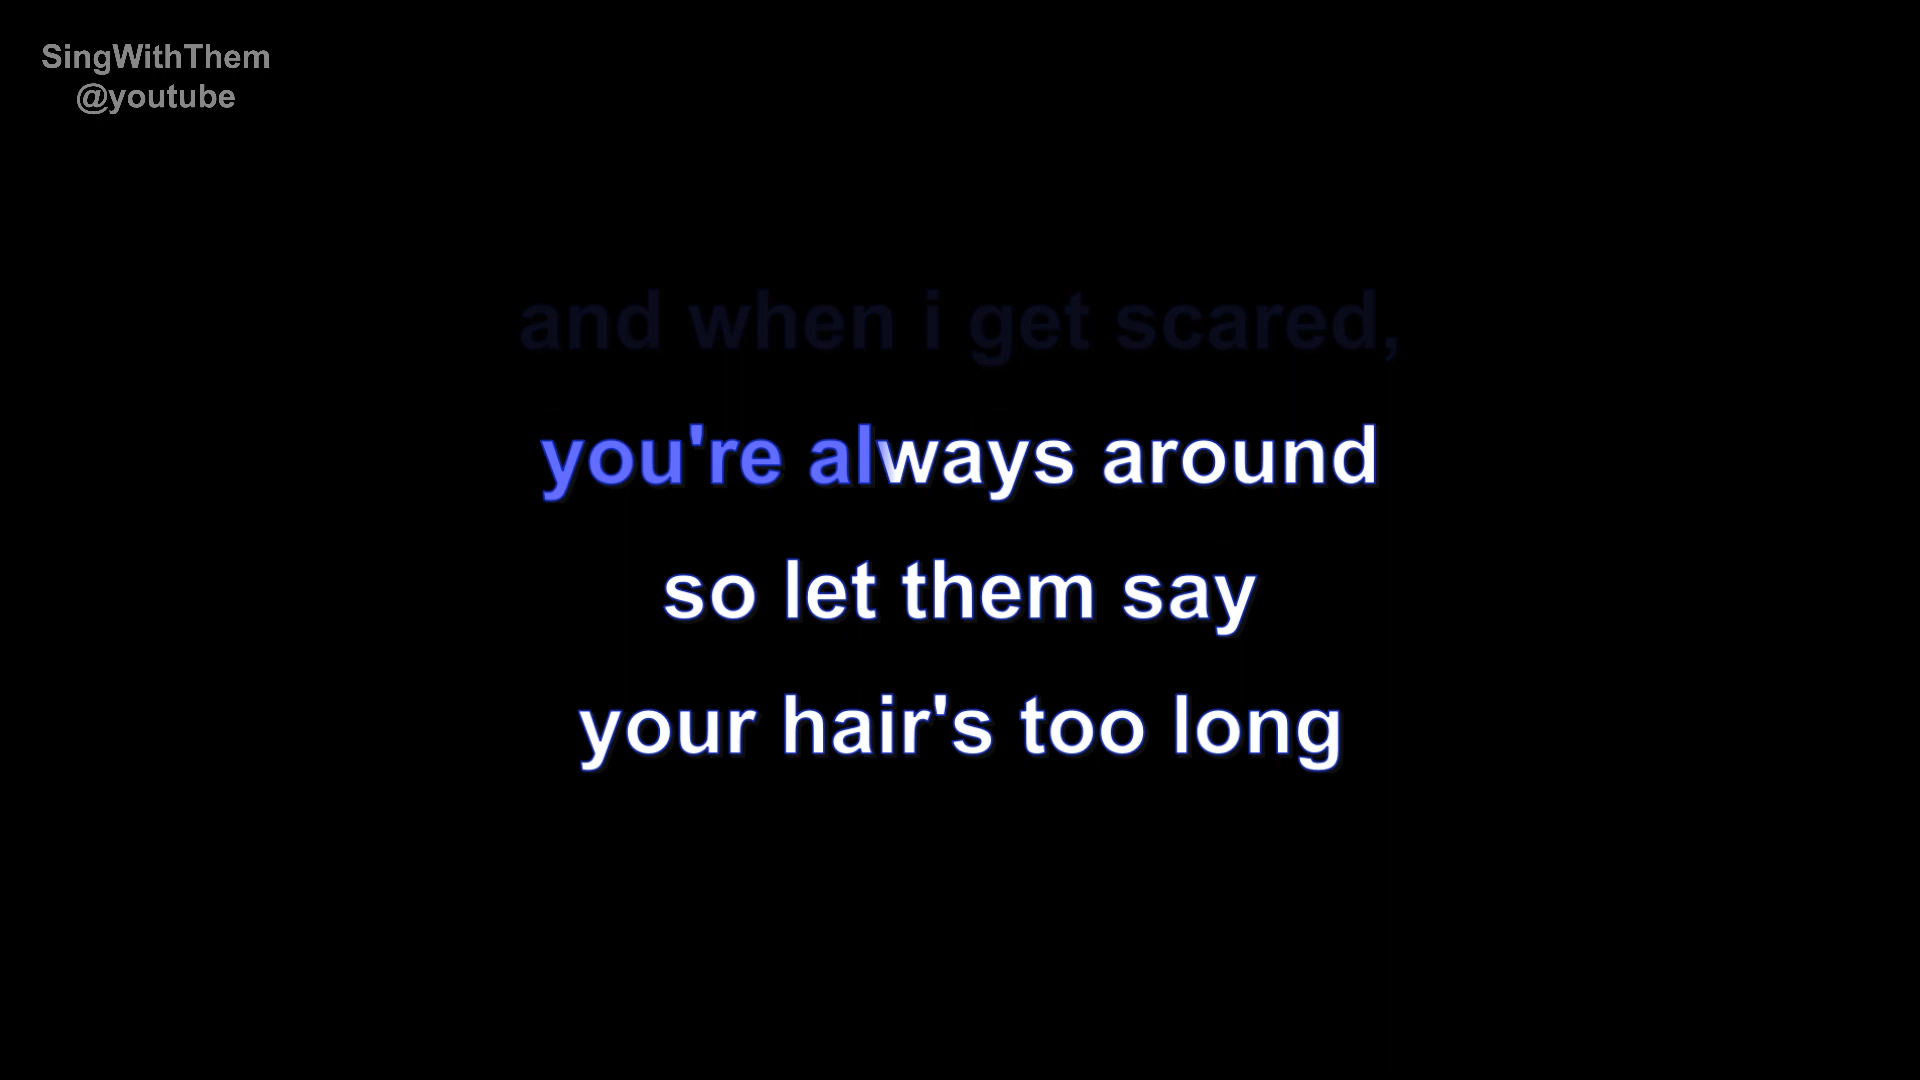 SingWithThem
@youtube
and when i get scared,
you're always around
so let them say
your hair's too long